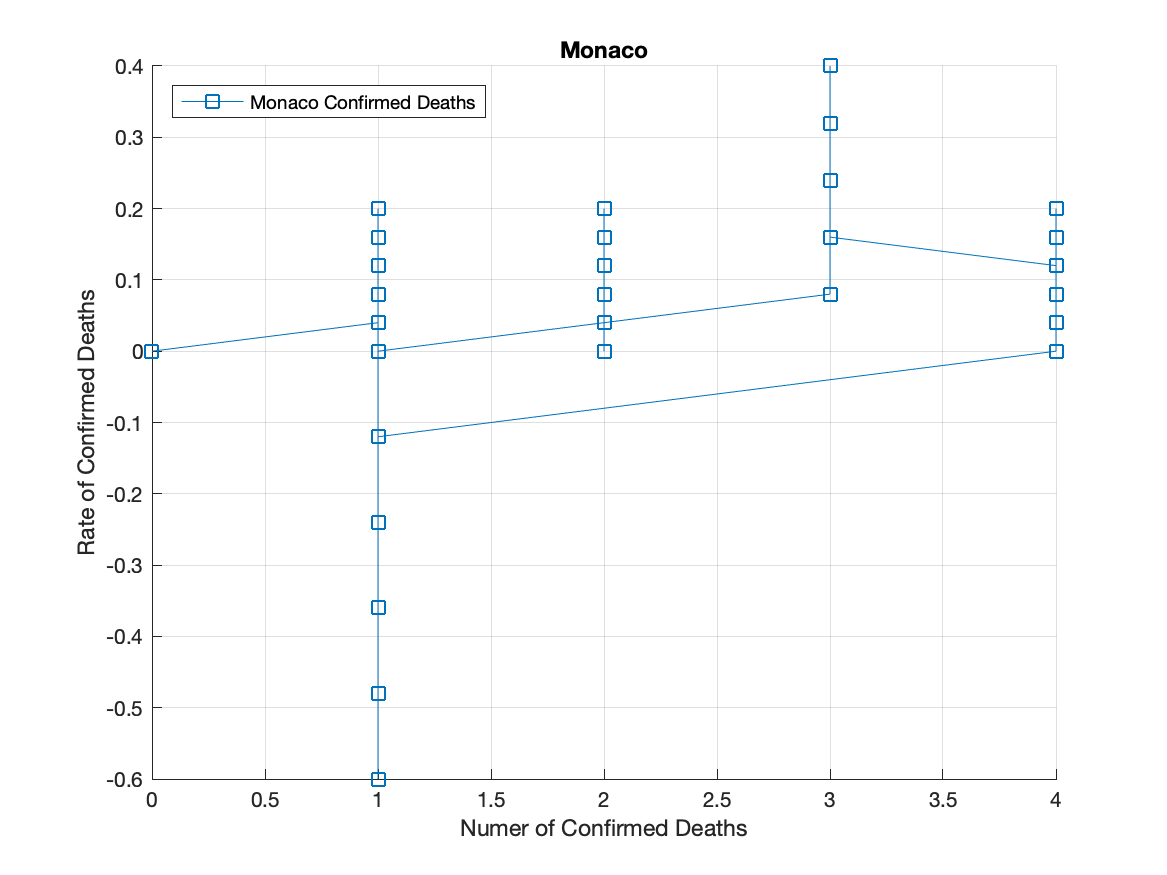 Monaco
Monaco Confirmed Deaths
0.4
0.3
0.2
0.1
0
-0.1
-0.2
-0.3
-0.4
-0.5
-0.6
Rate of Confirmed Deaths
0 0.5 1 1.5 2 2.5 3 3.5 4
Numer of Confirmed Deaths